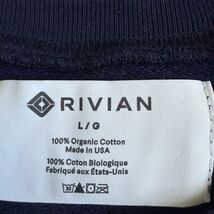 RIVIAN
L/G
100% Organic Cotton
Made in USA
100% Coton Biologique
Fabriqué aux États-Unis